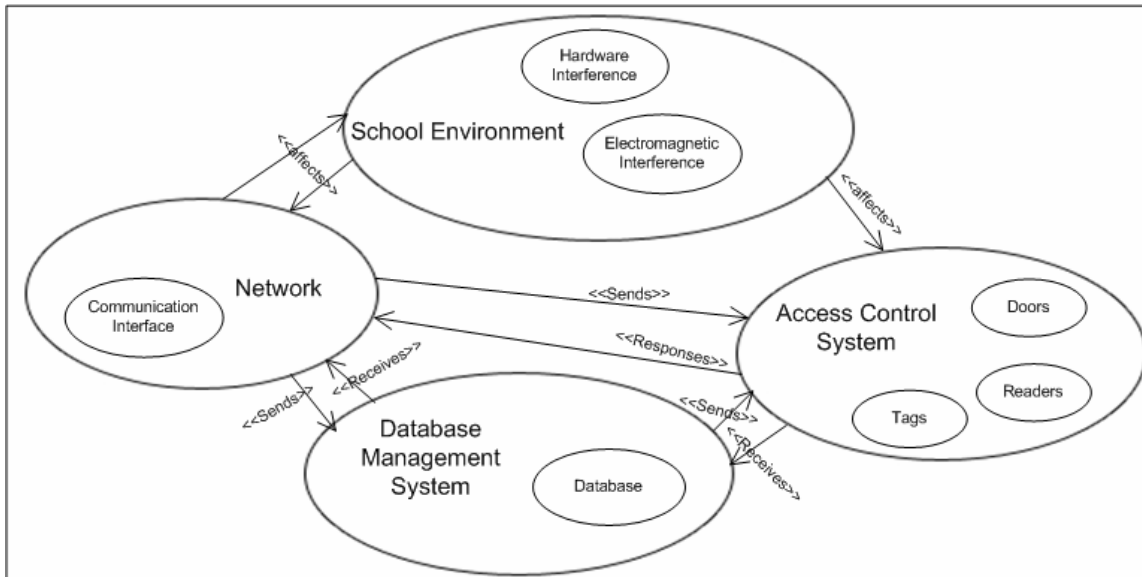 Hardware
Interference
School Environment
Electromagnetic
Interference
<<affects>>
<<affects>>
Network
Communication
Interface
<<Sends>>
<<Responses>>
Access Control
System
Doors
Readers
Tags
<<Sends>>
<<Receives>>
<<Sends>>
<<Receives>>
Database
Management
System
Database